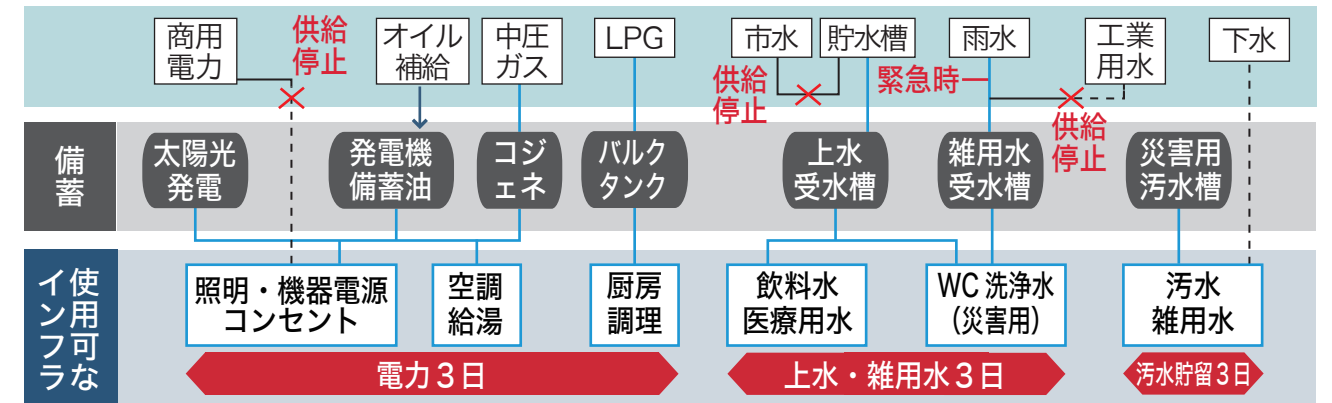 商用
電力
供給
停止
オイル
補給
中圧
ガス
LPG
市水
貯水槽
供給
停止
緊急時
雨水
工業
用水
供給
停止
下水
備蓄
太陽光
発電
発電機
備蓄油
コジ
ェネ
バルク
タンク
上水
受水槽
雑用水
受水槽
災害用
汚水槽
使用可な
インフラ
照明・機器電源
コンセント
空調
給湯
厨房
調理
飲料水
医療用水
WC 洗浄水
(災害用)
汚水
雑用水
電力3日
上水・雑用水3日
汚水貯留3日